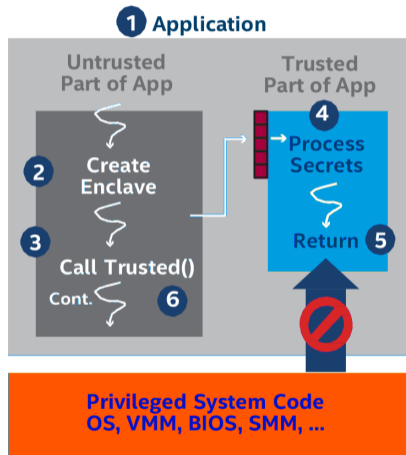 1 Application
Untrusted
Part of App
Trusted
Part of App
2
Create
Enclave
3
Call Trusted()
Cont.
6
4
Process
Secrets
Return 5
Privileged System Code
OS, VMM, BIOS, SMM, ...